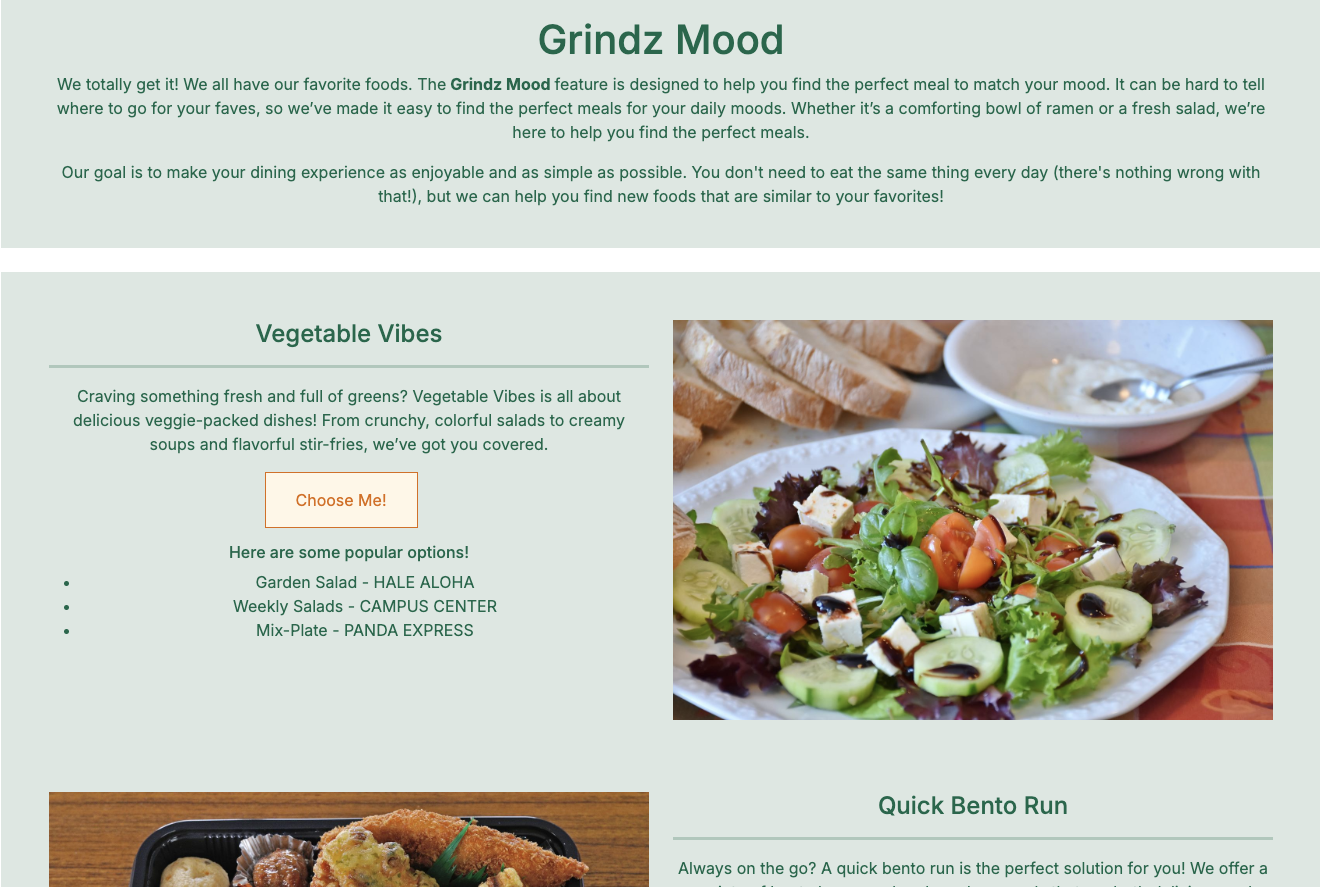 Grindz Mood
We totally get it! We all have our favorite foods. The Grindz Mood feature is designed to help you find the perfect meal to match your mood. It can be hard to tell
where to go for your faves, so we’ve made it easy to find the perfect meals for your daily moods. Whether it’s a comforting bowl of ramen or a fresh salad, we’re
here to help you find the perfect meals.
Our goal is to make your dining experience as enjoyable and as simple as possible. You don't need to eat the same thing every day (there's nothing wrong with
that!), but we can help you find new foods that are similar to your favorites!
Vegetable Vibes
Craving something fresh and full of greens? Vegetable Vibes is all about
delicious veggie-packed dishes! From crunchy, colorful salads to creamy
soups and flavorful stir-fries, we’ve got you covered.
Choose Me!
Here are some popular options!
• Garden Salad - HALE ALOHA
• Weekly Salads - CAMPUS CENTER
• Mix-Plate - PANDA EXPRESS
Quick Bento Run
Always on the go? A quick bento run is the perfect solution for you! We offer a